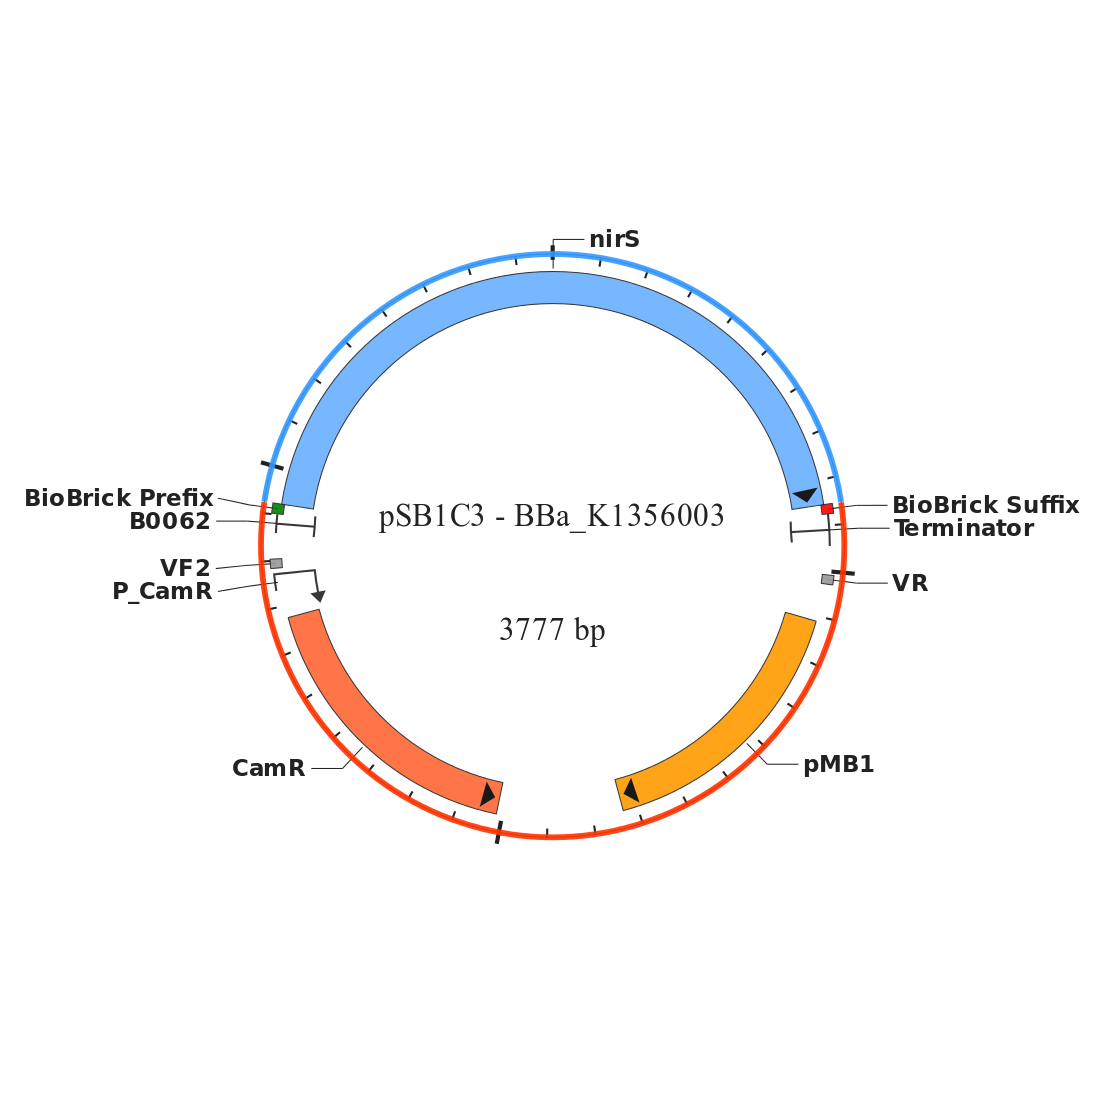 nirS
BioBrick Prefix
B0062
VF2
P_CamR
pSB1C3 - BBa_K1356003
BioBrick Suffix
Terminator
VR
3777 bp
CamR
pMB1